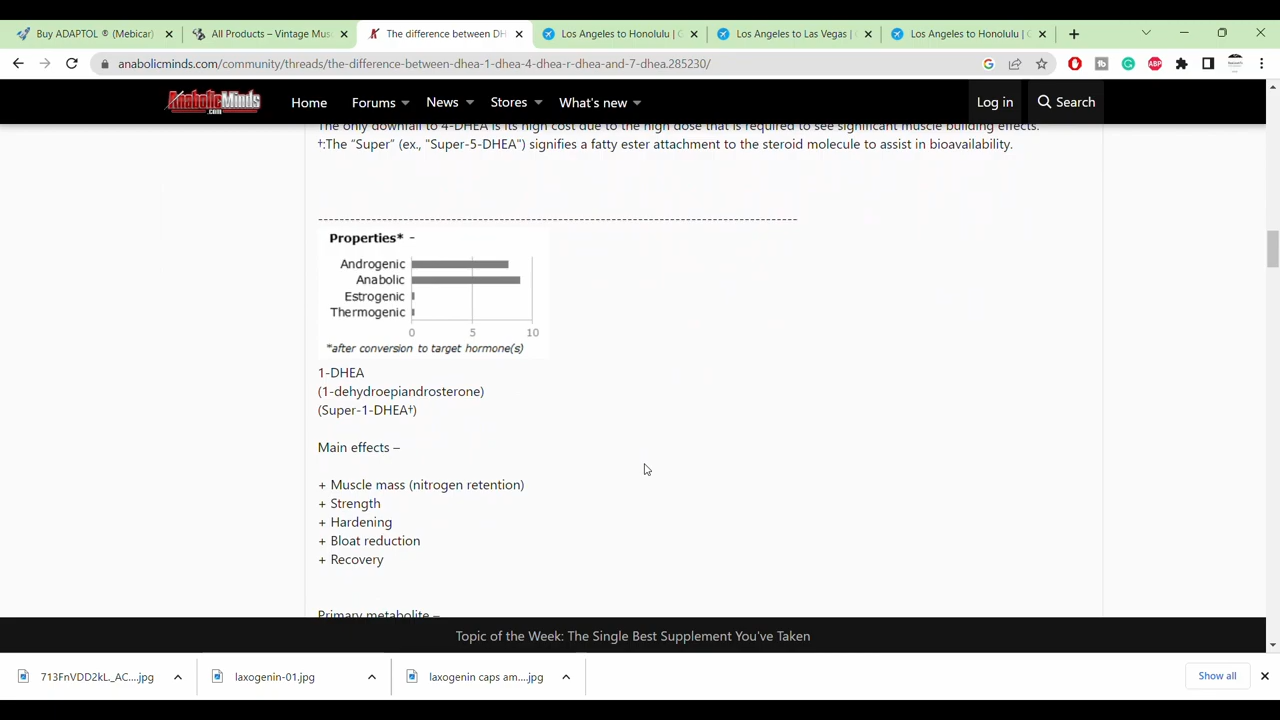 Buy ADAPTOL ® (Mebicar)
All Products – Vintage Mus
The difference between DH
Los Angeles to Honolulu | G
Los Angeles to Las Vegas |
Los Angeles to Honolulu | G
anabolicminds.com/community/threads/the-difference-between-dhea-1-dhea-4-dhea-r-dhea-and-7-dhea.285230/
AnabolicMinds
.com
Home
Forums
News
Stores
What's new
Log in
Search
The only downfall to 4-DHEA is its high cost due to the high dose that is required to see significant muscle building effects.
†:The “Super” (ex., "Super-5-DHEA") signifies a fatty ester attachment to the steroid molecule to assist in bioavailability.
Properties* -
Androgenic
Anabolic
Estrogenic
Thermogenic
0 5 10
*after conversion to target hormone(s)
1-DHEA
(1-dehydroepiandrosterone)
(Super-1-DHEA†)
Main effects –
+ Muscle mass (nitrogen retention)
+ Strength
+ Hardening
+ Bloat reduction
+ Recovery
Primary metabolite –
Topic of the Week: The Single Best Supplement You've Taken
713FnVDD2kL._AC....jpg
laxogenin-01.jpg
laxogenin caps am....jpg
Show all